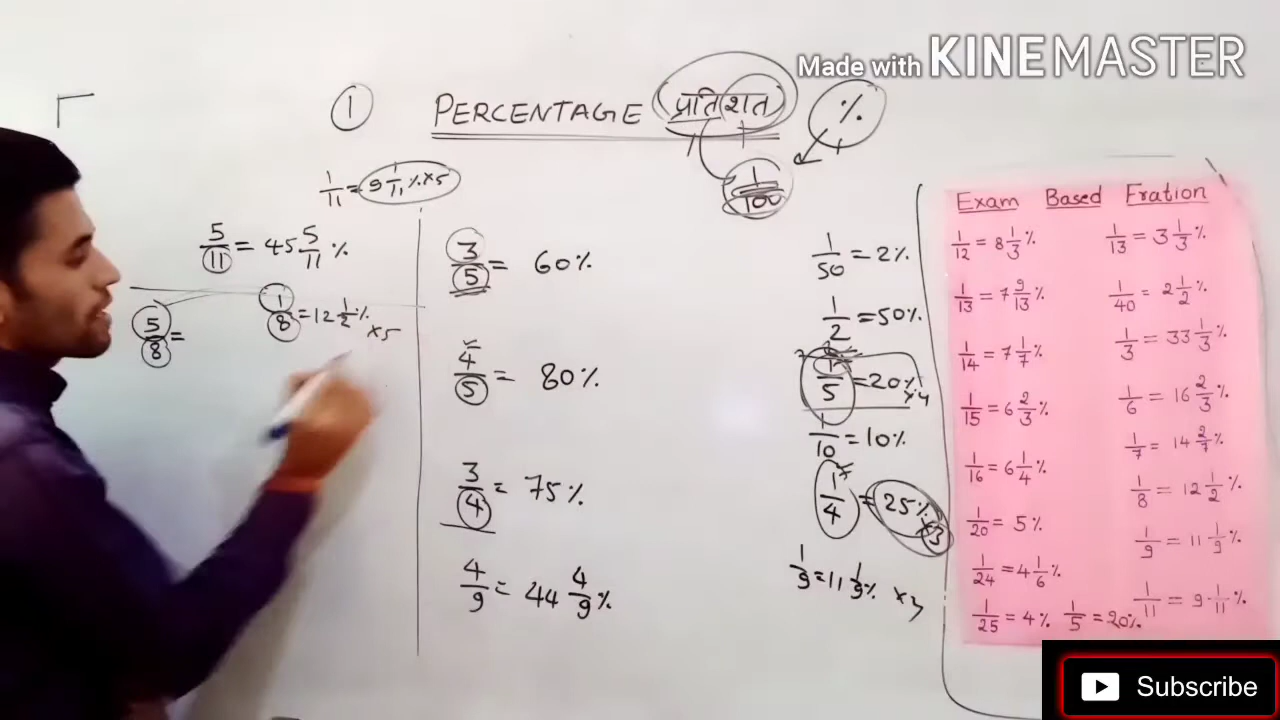 Made with KINEMASTER
① PERCENTAGE प्रतिशत %
1/100
1/11 = 9 1/11 % ×5
5/11 = 45 5/11 %
5/8 =
1/8 = 12 1/2 % ×5
3/5 = 60%
4/5 = 80%
3/4 = 75%
4/9 = 44 4/9 %
1/50 = 2%
1/2 = 50%
1/5 = 20% ×4
1/10 = 10%
1/4 = 25% ×3
1/9 = 11 1/9 %
Exam Based Fration
1/12 = 8 1/3 %
1/13 = 7 9/13 %
1/14 = 7 1/7 %
1/15 = 6 2/3 %
1/16 = 6 1/4 %
1/20 = 5%
1/24 = 4 1/6 %
1/25 = 4% 1/5 = 20%
1/13 = 3 1/3 %
1/40 = 2 1/2 %
1/3 = 33 1/3 %
1/6 = 16 2/3 %
1/7 = 14 2/7 %
1/8 = 12 1/2 %
1/9 = 11 1/9 %
1/11 = 9 1/11 %
Subscribe